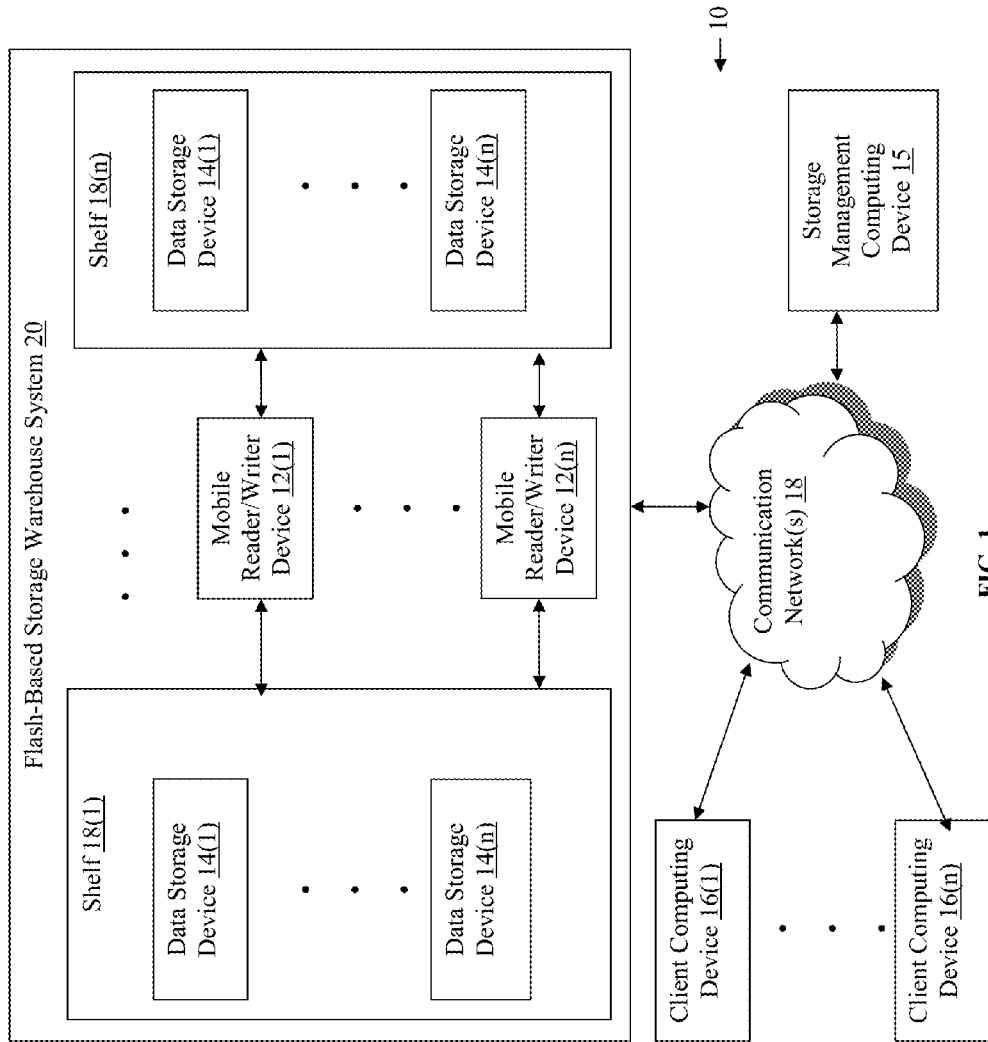 Flash-Based Storage Warhouse System 20
Shelf 18(1)
Data Storage
Device 14(1)
Data Storage
Device 14(n)
Mobile
Reader/Writer
Device 12(1)
Mobile
Reader/Writer
Device 12(n)
Shelf 18(n)
Data Storage
Device 14(1)
Data Storage
Device 14(n)
Client Computing
Device 16(1)
Client Computing
Device 16(n)
Communication
Network(s) 18
Storage
Management
Computing
Device 15
10
FIG. 1